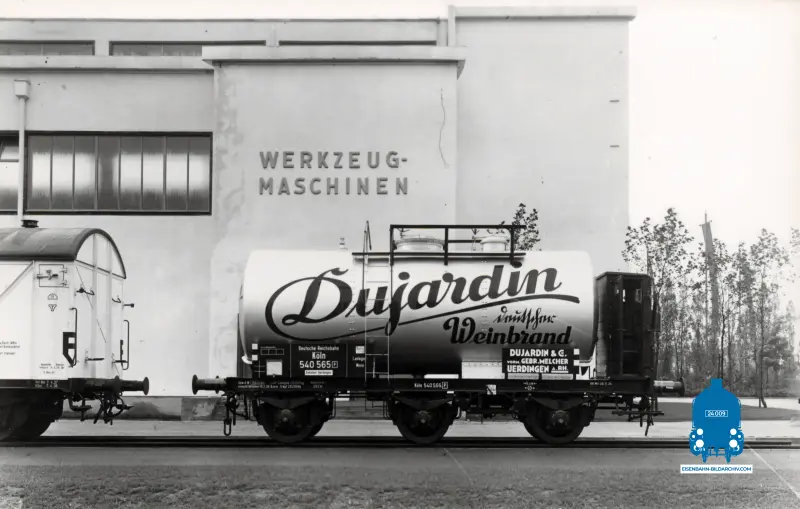 WERKZEUG-
MASCHINEN
Dujardin
deutscher
Weinbrand
DUJARDIN & C.
VORM. GEBR. MELCHER
UERDINGEN A. RH.
Deutsche Reichsbahn
Köln
540 565 P
Köln 540 565 P
24 009
EISENBAHN-BILDARCHIV.COM